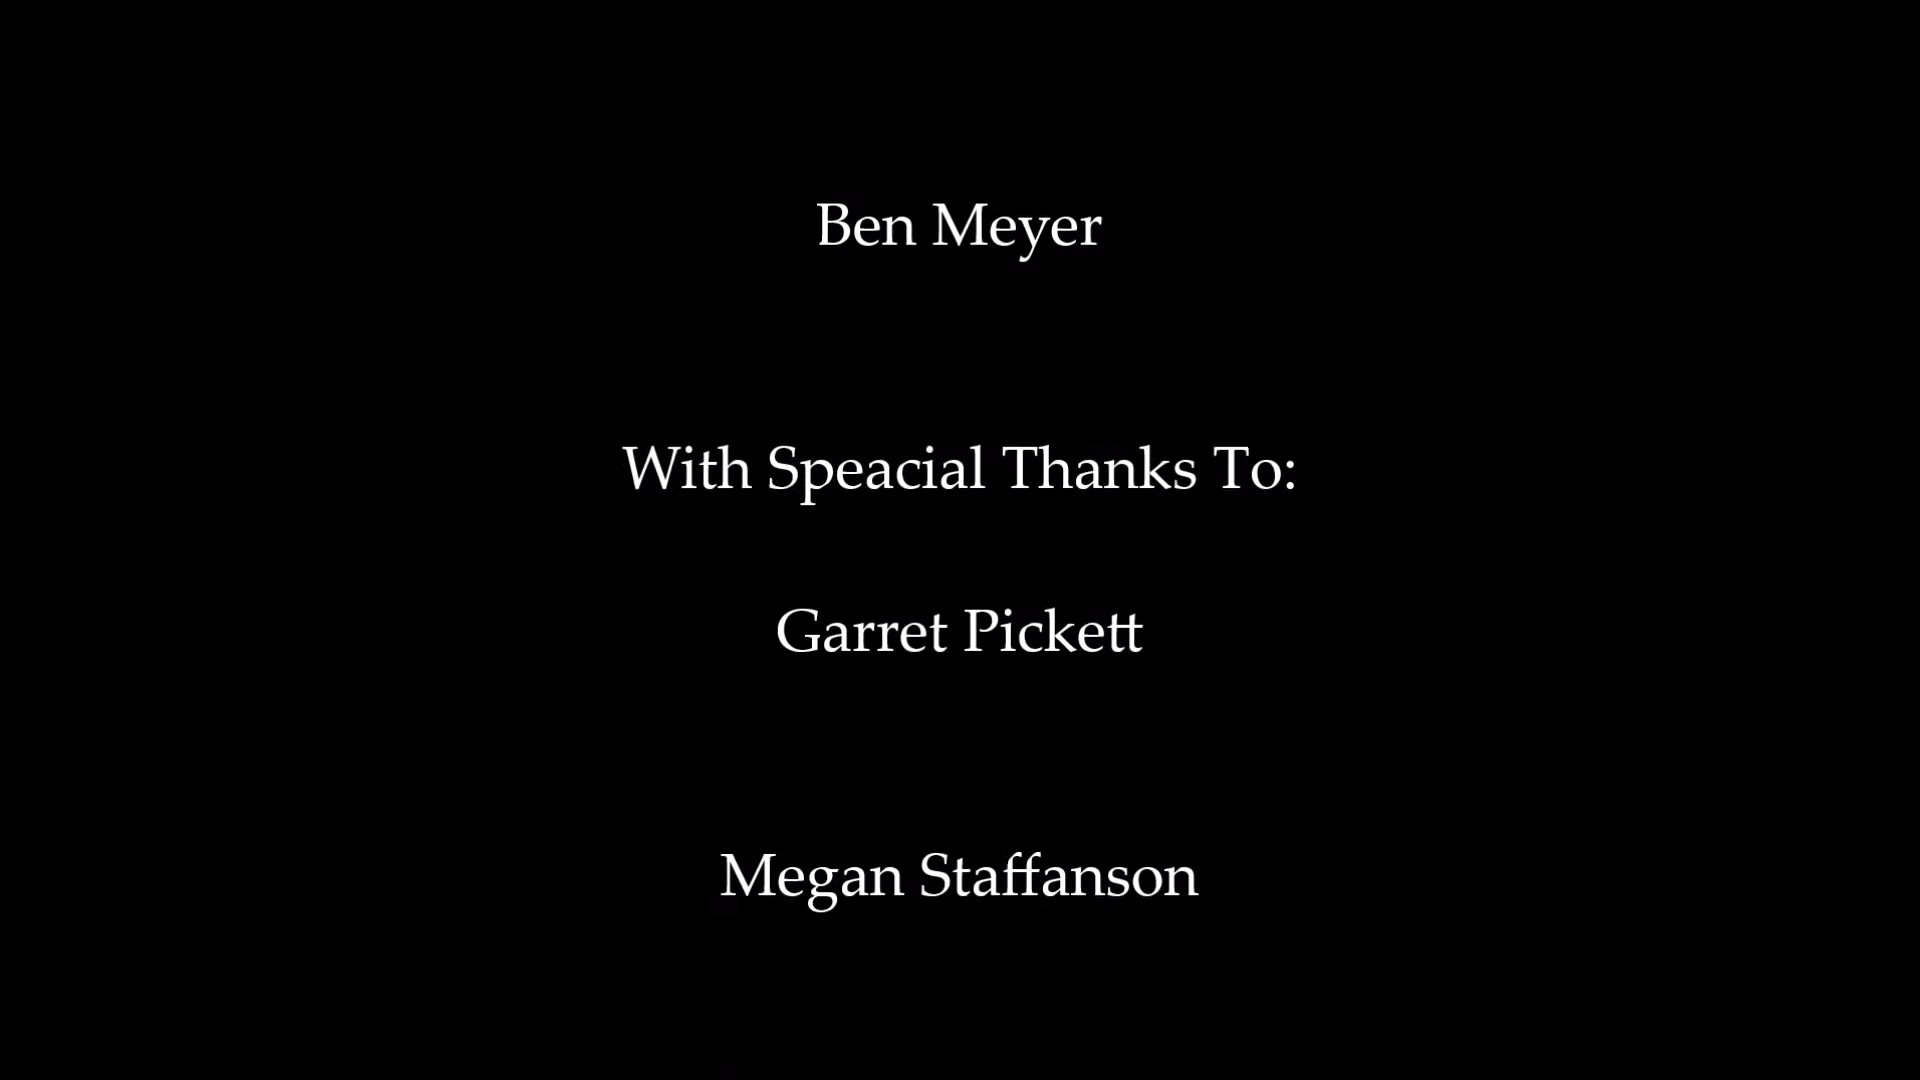 Ben Meyer
With Speacial Thanks To:
Garret Pickett
Megan Staffanson